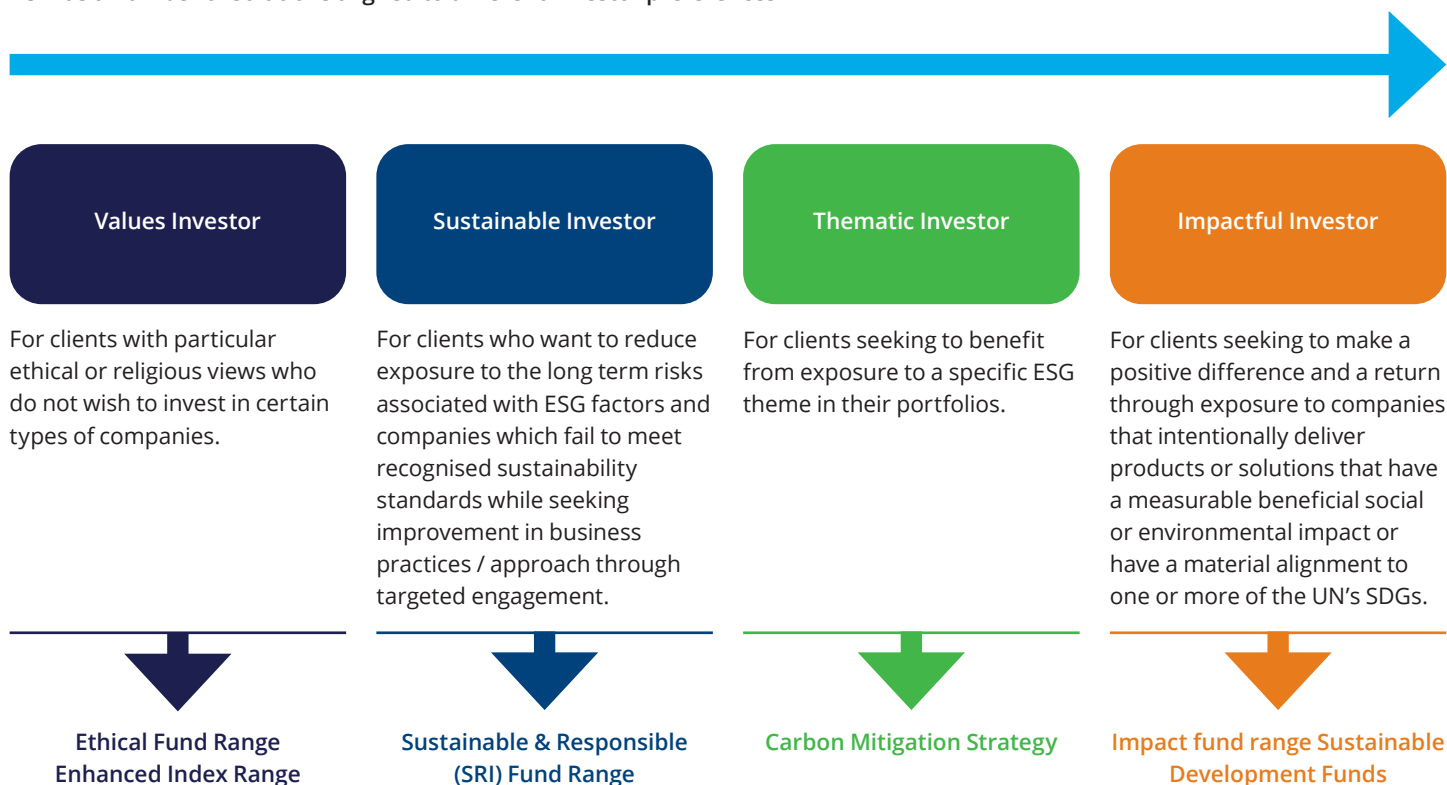 Values Investor
Sustainable Investor
Thematic Investor
Impactful Investor
For clients with particular
ethical or religious views who
do not wish to invest in certain
types of companies.
For clients who want to reduce
exposure to the long term risks
associated with ESG factors and
companies which fail to meet
recognised sustainability
standards while seeking
improvement in business
practices / approach through
targeted engagement.
For clients seeking to benefit
from exposure to a specific ESG
theme in their portfolios.
For clients seeking to make a
positive difference and a return
through exposure to companies
that intentionally deliver
products or solutions that have
a measurable beneficial social
or environmental impact or
have a material alignment to
one or more of the UN’s SDGs.
Ethical Fund Range
Enhanced Index Range
Sustainable & Responsible
(SRI) Fund Range
Carbon Mitigation Strategy
Impact fund range Sustainable
Development Funds